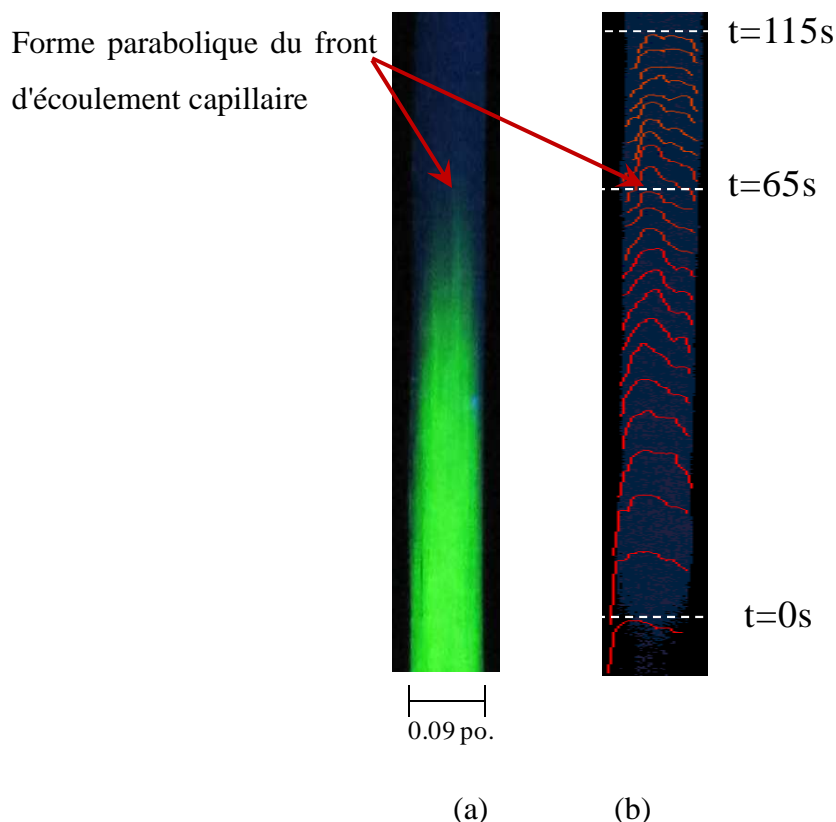 Forme parabolique du front
d'écoulement capillaire
t=115s
t=65s
t=0s
0.09 po.
(a)
(b)